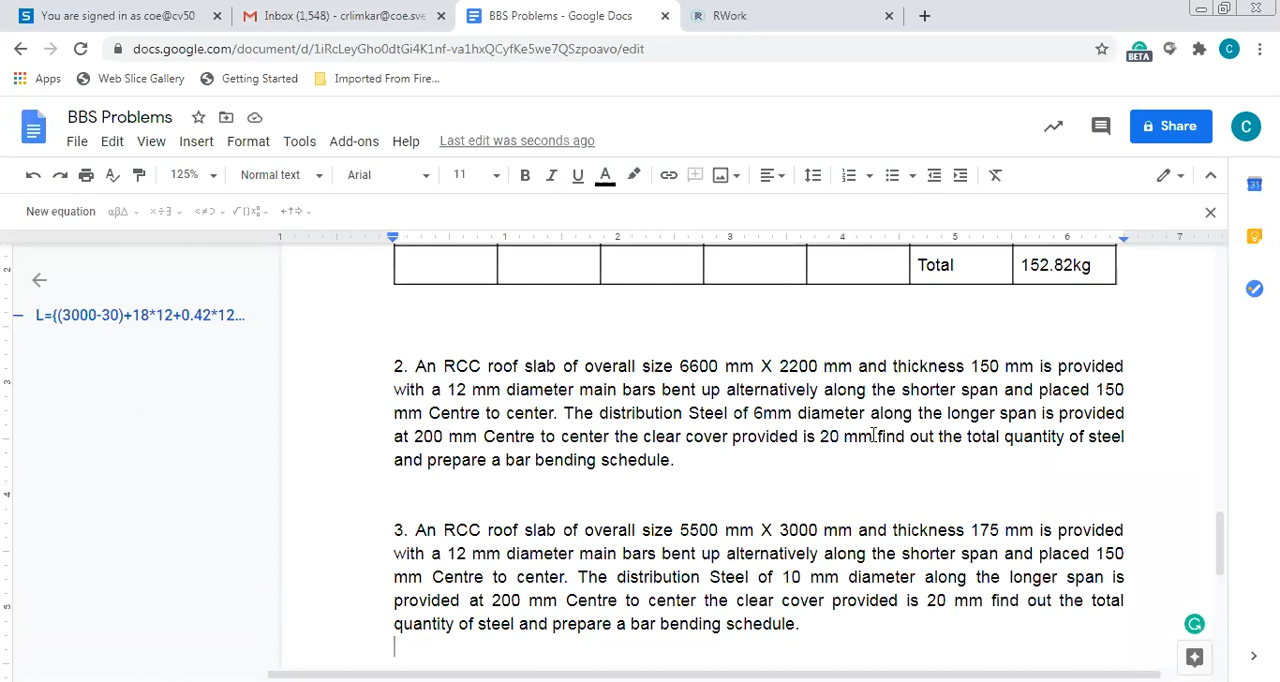 You are signed in as coe@cv50
Inbox (1,548) - crlimkar@coe.sve
BBS Problems - Google Docs
RWork
docs.google.com/document/d/1iRcLeyGho0dtGi4K1nf-va1hxQCyfKe5we7QSzpoavo/edit
BETA
C
Apps
Web Slice Gallery
Getting Started
Imported From Fire...
BBS Problems
File Edit View Insert Format Tools Add-ons Help Last edit was seconds ago
Share
C
125% Normal text Arial 11 B I U A
New equation αβΔ ×÷∃
1 1 2 3 4 5 6 7
L={(3000-30)+18*12+0.42*12...
Total 152.82kg
2. An RCC roof slab of overall size 6600 mm X 2200 mm and thickness 150 mm is provided
with a 12 mm diameter main bars bent up alternatively along the shorter span and placed 150
mm Centre to center. The distribution Steel of 6mm diameter along the longer span is provided
at 200 mm Centre to center the clear cover provided is 20 mm find out the total quantity of steel
and prepare a bar bending schedule.
3. An RCC roof slab of overall size 5500 mm X 3000 mm and thickness 175 mm is provided
with a 12 mm diameter main bars bent up alternatively along the shorter span and placed 150
mm Centre to center. The distribution Steel of 10 mm diameter along the longer span is
provided at 200 mm Centre to center the clear cover provided is 20 mm find out the total
quantity of steel and prepare a bar bending schedule.